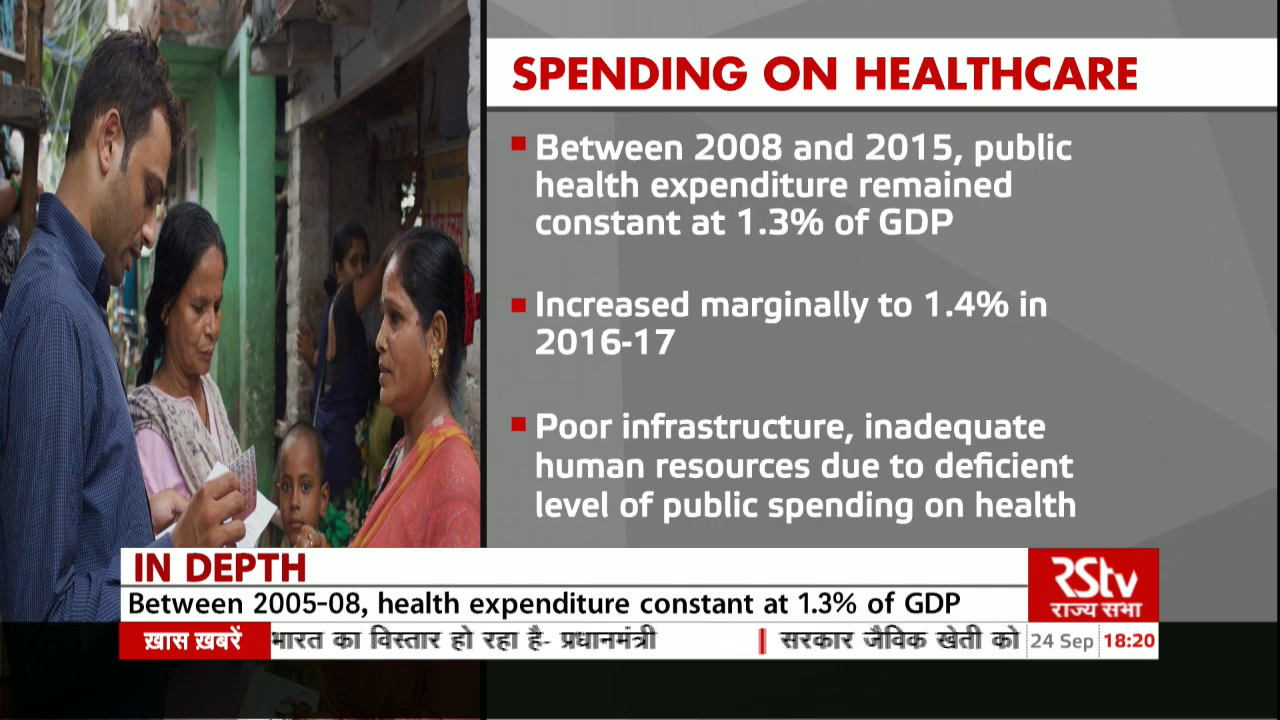 SPENDING ON HEALTHCARE
Between 2008 and 2015, public
health expenditure remained
constant at 1.3% of GDP
Increased marginally to 1.4% in
2016-17
Poor infrastructure, inadequate
human resources due to deficient
level of public spending on health
IN DEPTH
Between 2005-08, health expenditure constant at 1.3% of GDP
RStv
राज्य सभा
ख़ास ख़बरें
भारत का विस्तार हो रहा है- प्रधानमंत्री | सरकार जैविक खेती को
24 Sep 18:20